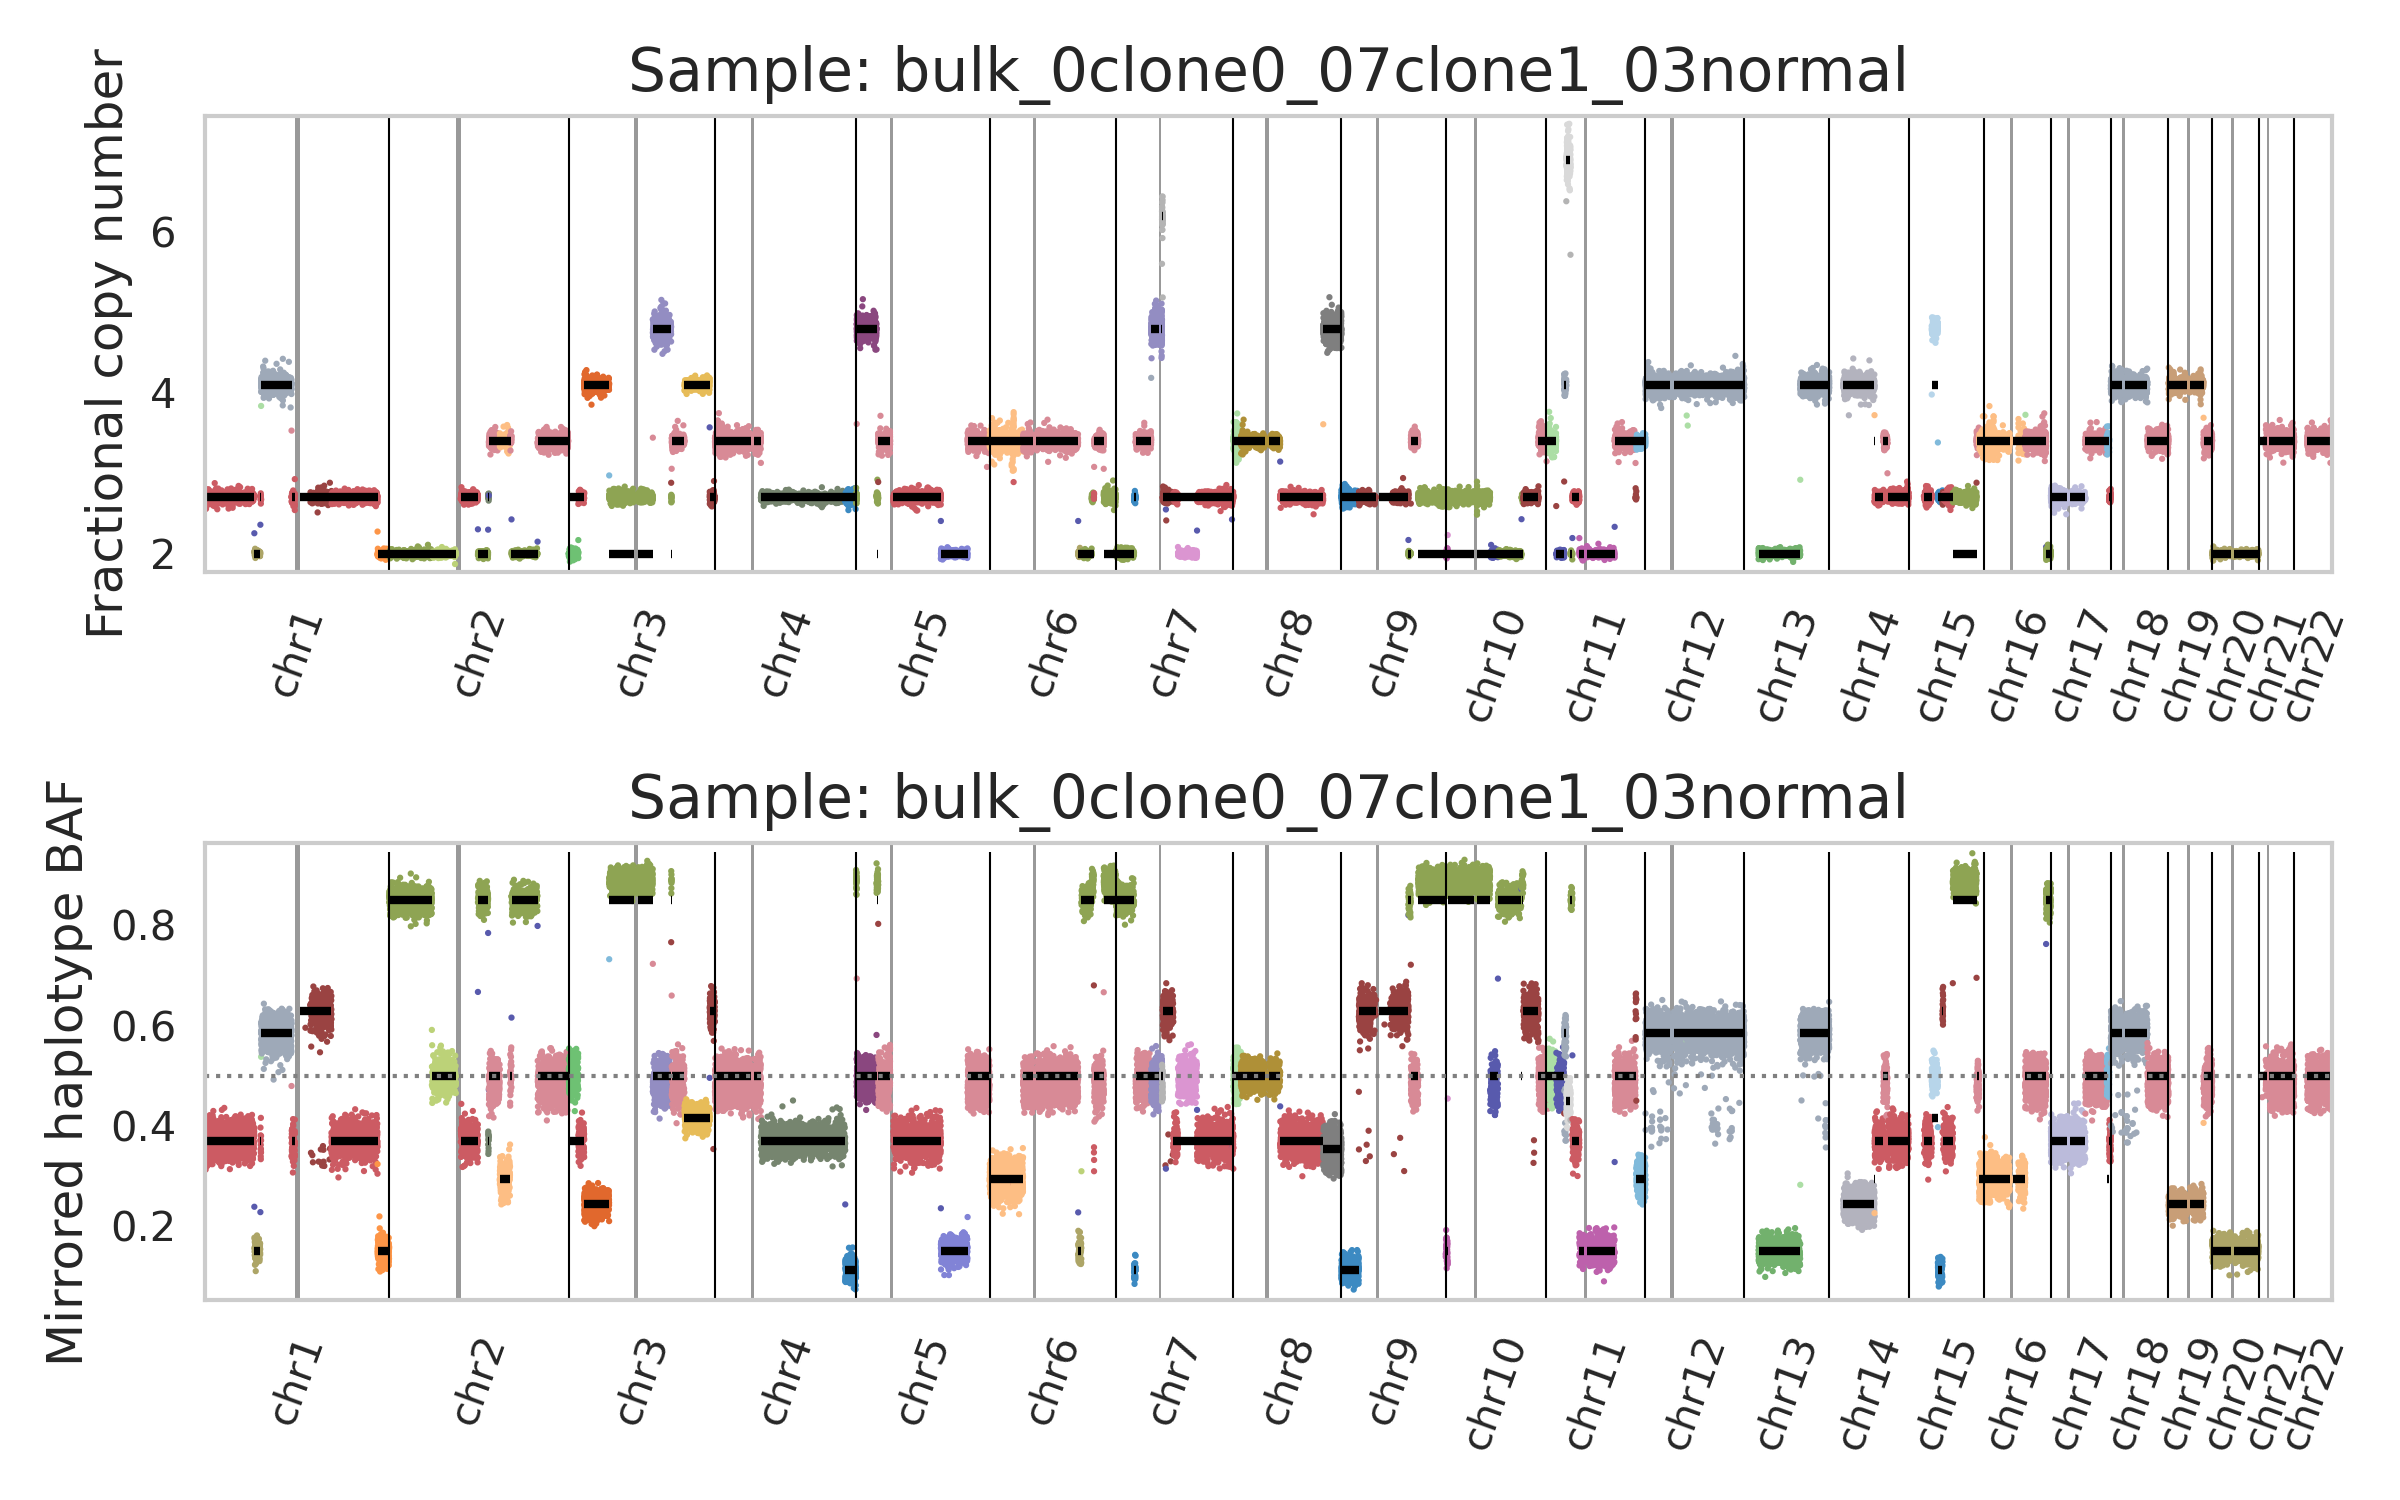 Sample: bulk_0clone0_07clone1_03normal
Fractional copy number
6
4
2
chr1
chr2
chr3
chr4
chr5
chr6
chr7
chr8
chr9
chr10
chr11
chr12
chr13
chr14
chr15
chr16
chr17
chr18
chr19
chr20
chr21
chr22
Sample: bulk_0clone0_07clone1_03normal
Mirrored haplotype BAF
0.8
0.6
0.4
0.2
chr1
chr2
chr3
chr4
chr5
chr6
chr7
chr8
chr9
chr10
chr11
chr12
chr13
chr14
chr15
chr16
chr17
chr18
chr19
chr20
chr21
chr22